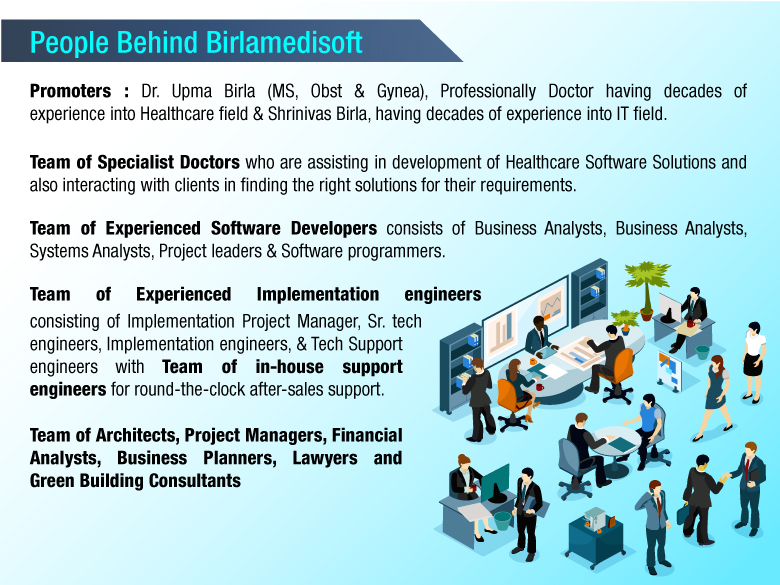 People Behind Birlamedisoft
Promoters : Dr. Upma Birla (MS, Obst & Gynea), Professionally Doctor having decades of
experience into Healthcare field & Shrinivas Birla, having decades of experience into IT field.
Team of Specialist Doctors who are assisting in development of Healthcare Software Solutions and
also interacting with clients in finding the right solutions for their requirements.
Team of Experienced Software Developers consists of Business Analysts, Business Analysts,
Systems Analysts, Project leaders & Software programmers.
Team of Experienced Implementation engineers
consisting of Implementation Project Manager, Sr. tech
engineers, Implementation engineers, & Tech Support
engineers with Team of in-house support
engineers for round-the-clock after-sales support.
Team of Architects, Project Managers, Financial
Analysts, Business Planners, Lawyers and
Green Building Consultants